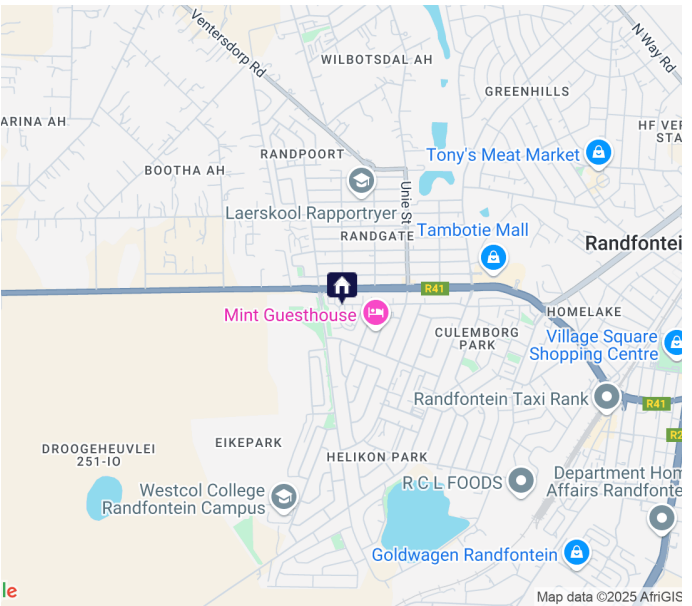 Ventersdorp Rd
N Way Rd
WILBOTSDAL AH
GREENHILLS
ARINA AH
HF VER
STA
RANDPOORT
Tony's Meat Market
BOOTHA AH
Unie St
Laerskool Rapportryer
Tambotie Mall
RANDGATE
Randfontei
R41
Mint Guesthouse
HOMELAKE
CULEMBORG
PARK
Village Square
Shopping Centre
Randfontein Taxi Rank
R41
R2
EIKEPARK
DROOGEHEUVLEI
251-IO
HELIKON PARK
Westcol College
Randfontein Campus
R C L FOODS
Department Hom
Affairs Randfonte
Goldwagen Randfontein
le
Map data ©2025 AfriGIS